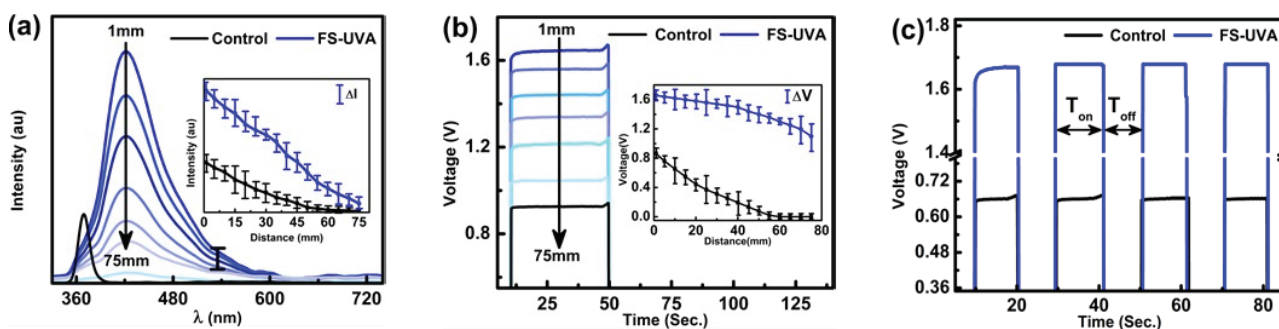 (a)
1mm
Control FS-UVA
75mm
Intensity (au)
360 480 600 720
λ (nm)
ΔI
Intensity (au)
0 15 30 45 60 75
Distance (mm)
(b)
1mm
Control FS-UVA
75mm
Voltage (V)
1.6
1.2
0.8
25 50 75 100 125
Time (Sec.)
ΔV
Voltage(V)
1.6
1.2
0.8
0.4
0.0
0 20 40 60 80
Distance(mm)
(c)
Control FS-UVA
Ton Toff
Voltage (V)
1.8
1.6
1.4
0.72
0.60
0.48
0.36
20 40 60 80
Time (Sec.)